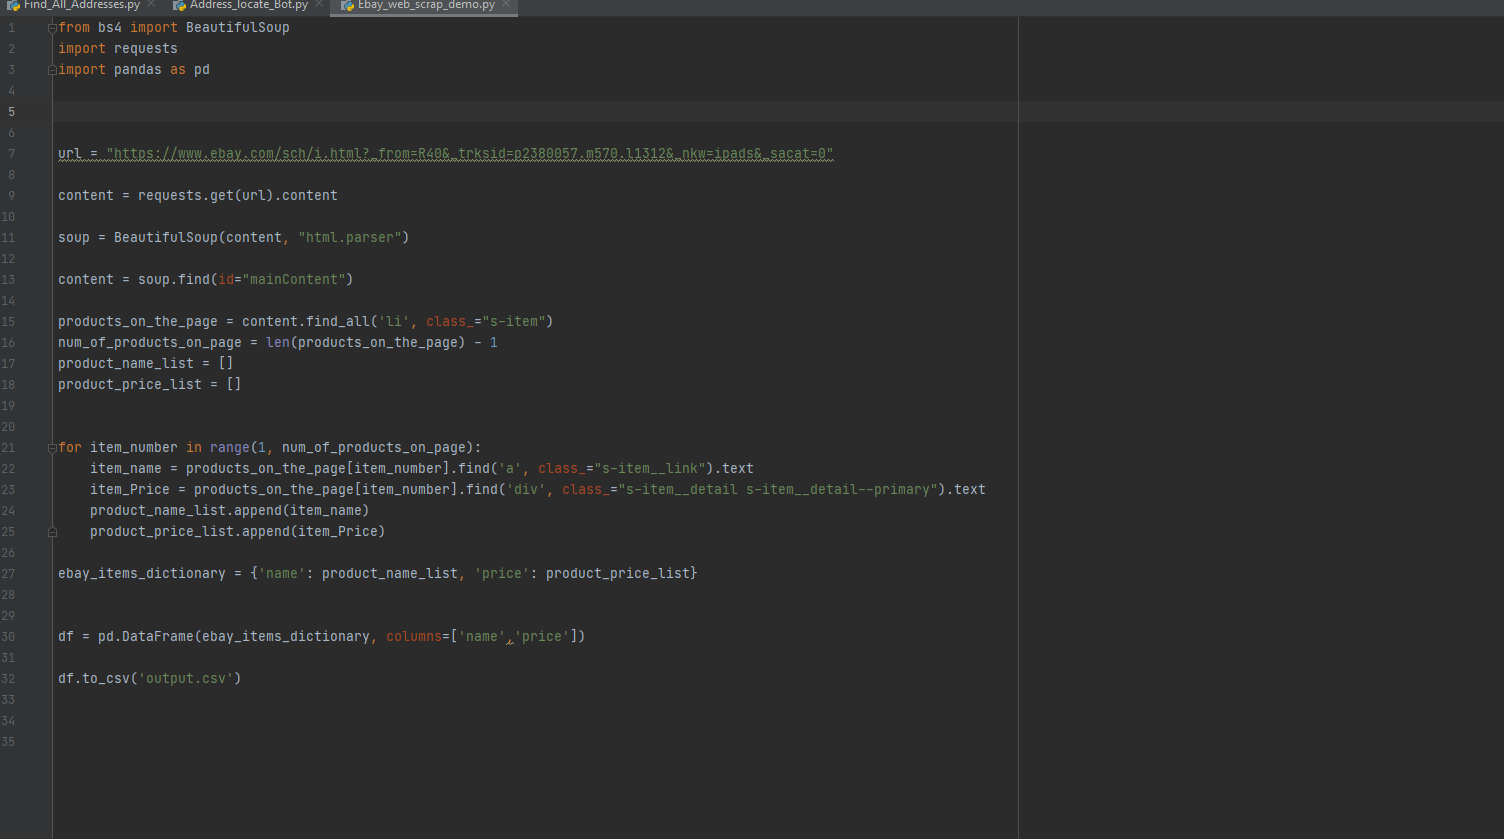 Find_All_Addresses.py × Address_locate_Bot.py × Ebay_web_scrap_demo.py ×
1 from bs4 import BeautifulSoup
2 import requests
3 import pandas as pd
4
5
6
7 url = "https://www.ebay.com/sch/i.html?_from=R40&_trksid=p2380057.m570.l1312&_nkw=ipads&_sacat=0"
8
9 content = requests.get(url).content
10
11 soup = BeautifulSoup(content, "html.parser")
12
13 content = soup.find(id="mainContent")
14
15 products_on_the_page = content.find_all('li', class_="s-item")
16 num_of_products_on_page = len(products_on_the_page) - 1
17 product_name_list = []
18 product_price_list = []
19
20
21 for item_number in range(1, num_of_products_on_page):
22     item_name = products_on_the_page[item_number].find('a', class_="s-item__link").text
23     item_Price = products_on_the_page[item_number].find('div', class_="s-item__detail s-item__detail--primary").text
24     product_name_list.append(item_name)
25     product_price_list.append(item_Price)
26
27 ebay_items_dictionary = {'name': product_name_list, 'price': product_price_list}
28
29
30 df = pd.DataFrame(ebay_items_dictionary, columns=['name','price'])
31
32 df.to_csv('output.csv')
33
34
35